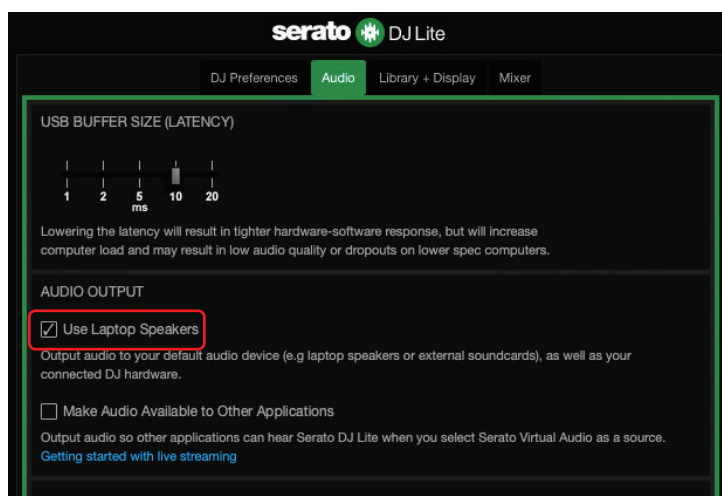 serato DJ Lite
DJ Preferences Audio Library + Display Mixer
USB BUFFER SIZE (LATENCY)
1 2 5 10 20
ms
Lowering the latency will result in tighter hardware-software response, but will increase
computer load and may result in low audio quality or dropouts on lower spec computers.
AUDIO OUTPUT
Use Laptop Speakers
Output audio to your default audio device (e.g laptop speakers or external soundcards), as well as your
connected DJ hardware.
Make Audio Available to Other Applications
Output audio so other applications can hear Serato DJ Lite when you select Serato Virtual Audio as a source.
Getting started with live streaming